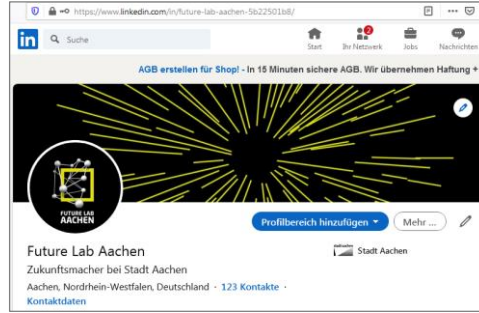 https://www.linkedin.com/in/future-lab-aachen-5b22501b8/
in Suche
2
Start Ihr Netzwerk Jobs Nachrichten
AGB erstellen für Shop! - In 15 Minuten sichere AGB. Wir übernehmen Haftung +
FUTURE LAB
AACHEN
Profilbereich hinzufügen Mehr ...
Future Lab Aachen
Stadt Aachen
Zukunftsmacher bei Stadt Aachen
Aachen, Nordrhein-Westfalen, Deutschland · 123 Kontakte ·
Kontaktdaten